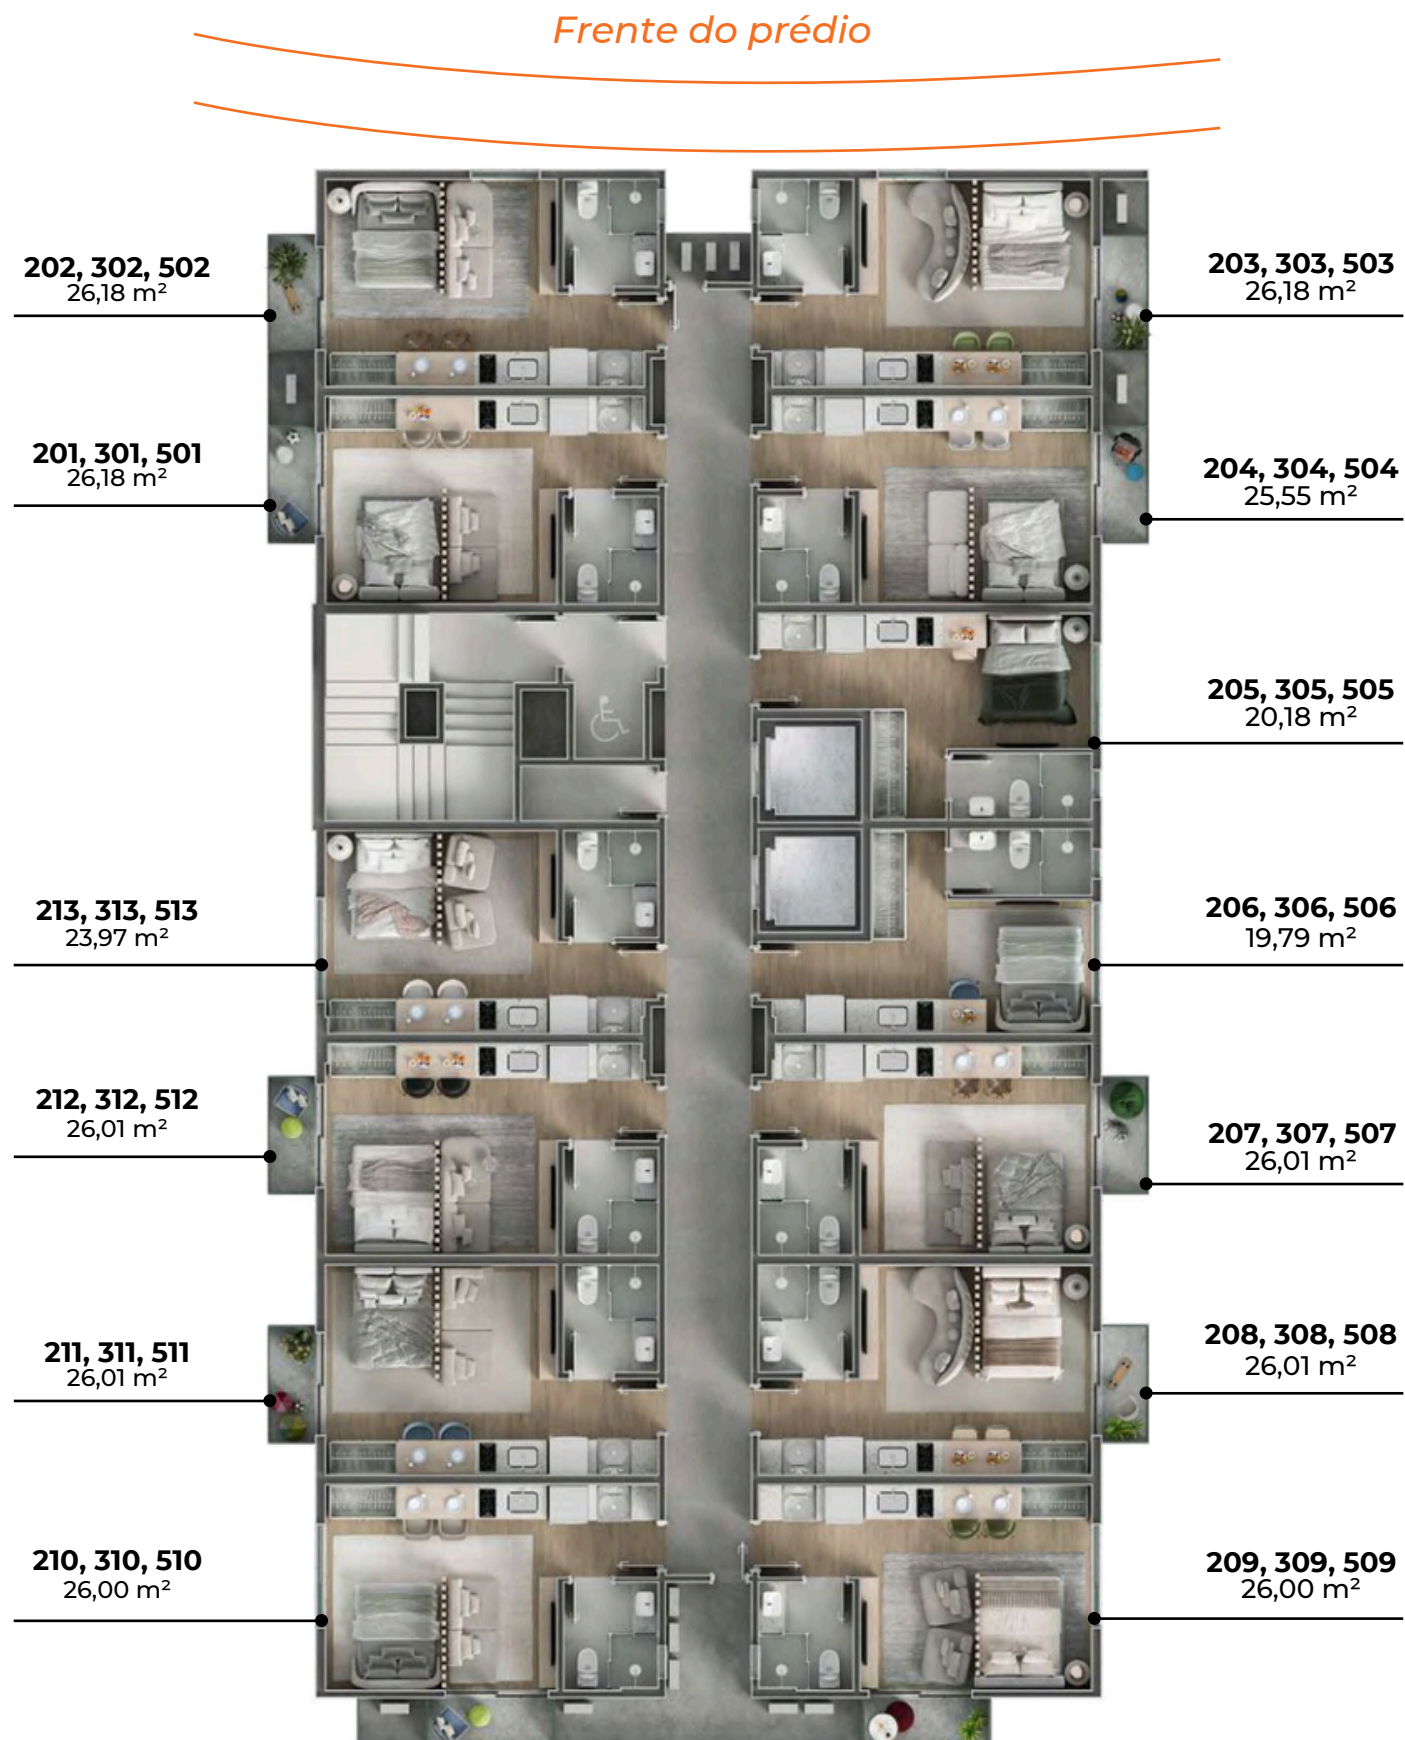 Frente do prédio
202, 302, 502
26,18 m²
201, 301, 501
26,18 m²
213, 313, 513
23,97 m²
212, 312, 512
26,01 m²
211, 311, 511
26,01 m²
210, 310, 510
26,00 m²
203, 303, 503
26,18 m²
204, 304, 504
25,55 m²
205, 305, 505
20,18 m²
206, 306, 506
19,79 m²
207, 307, 507
26,01 m²
208, 308, 508
26,01 m²
209, 309, 509
26,00 m²